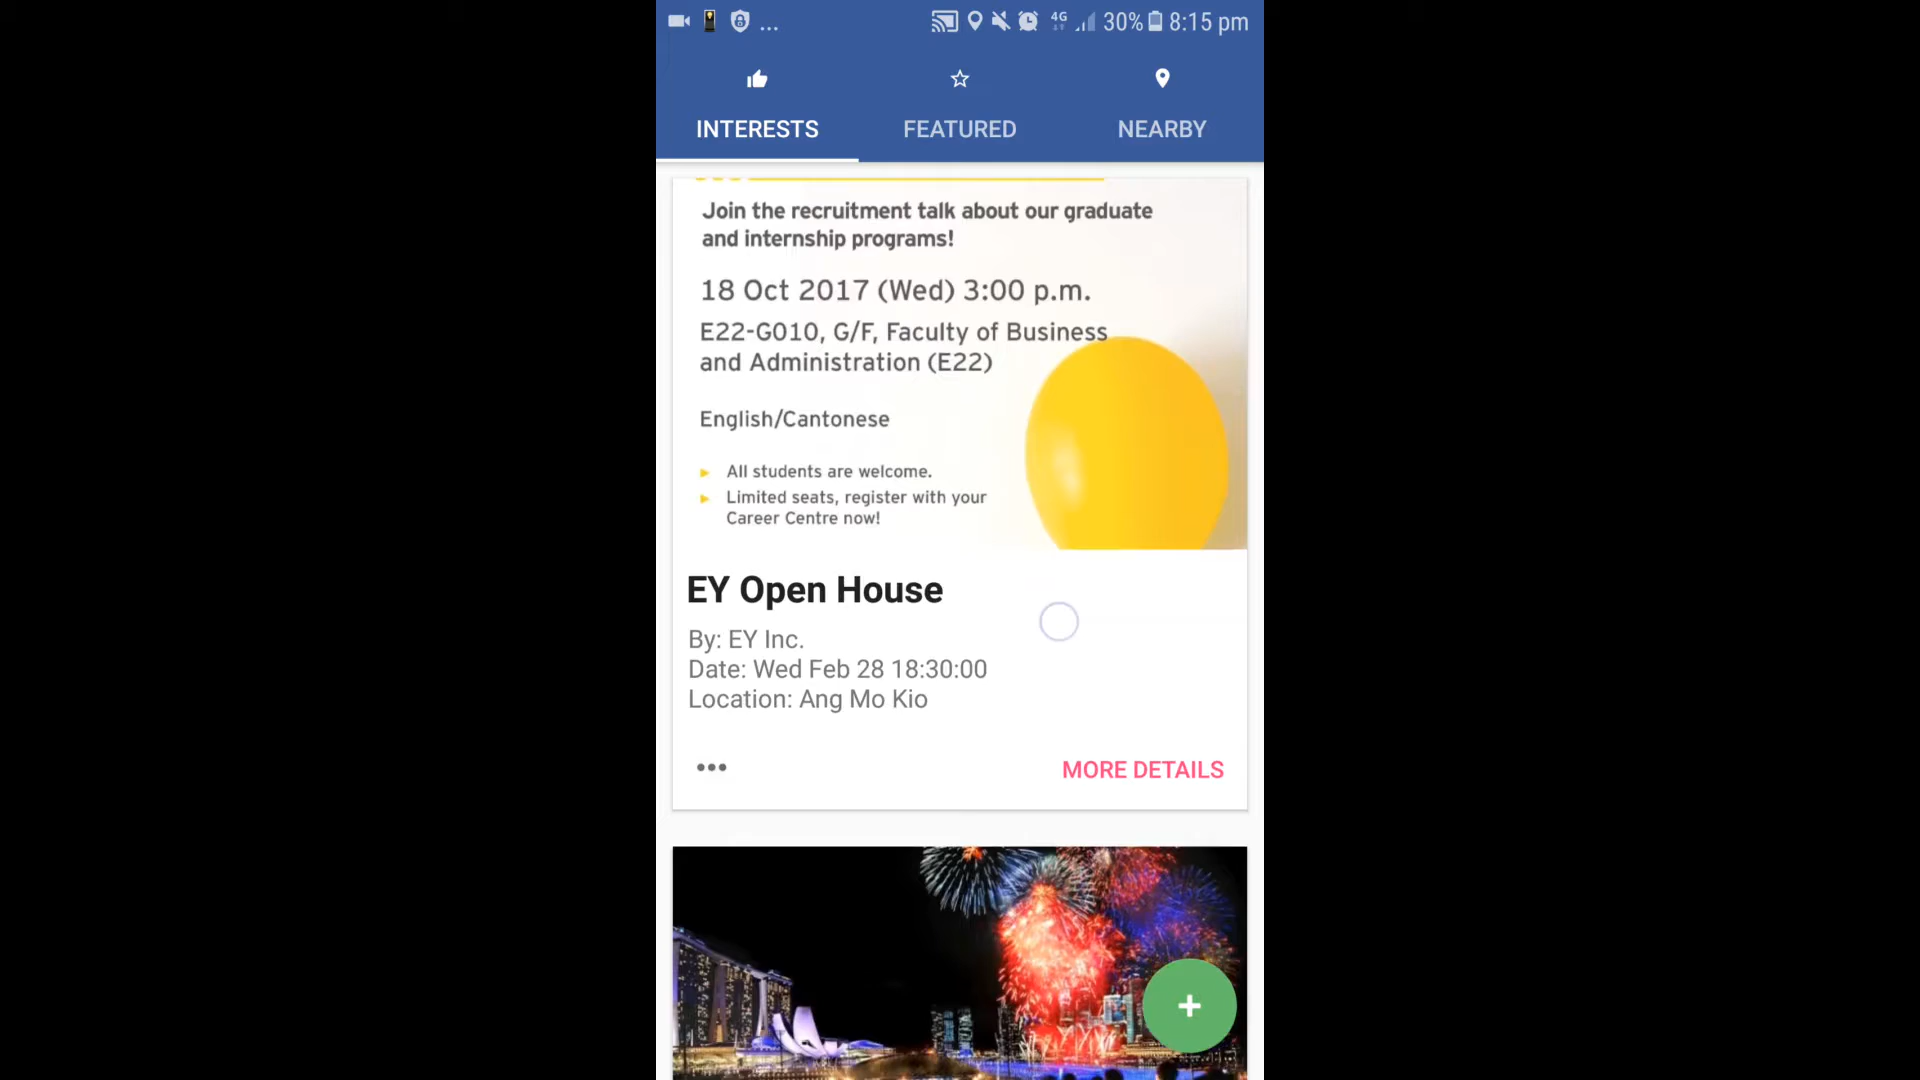 ... 4G 30% 8:15 pm
INTERESTS FEATURED NEARBY
Join the recruitment talk about our graduate
and internship programs!
18 Oct 2017 (Wed) 3:00 p.m.
E22-G010, G/F, Faculty of Business
and Administration (E22)
English/Cantonese
All students are welcome.
Limited seats, register with your
Career Centre now!
EY Open House
By: EY Inc.
Date: Wed Feb 28 18:30:00
Location: Ang Mo Kio
MORE DETAILS